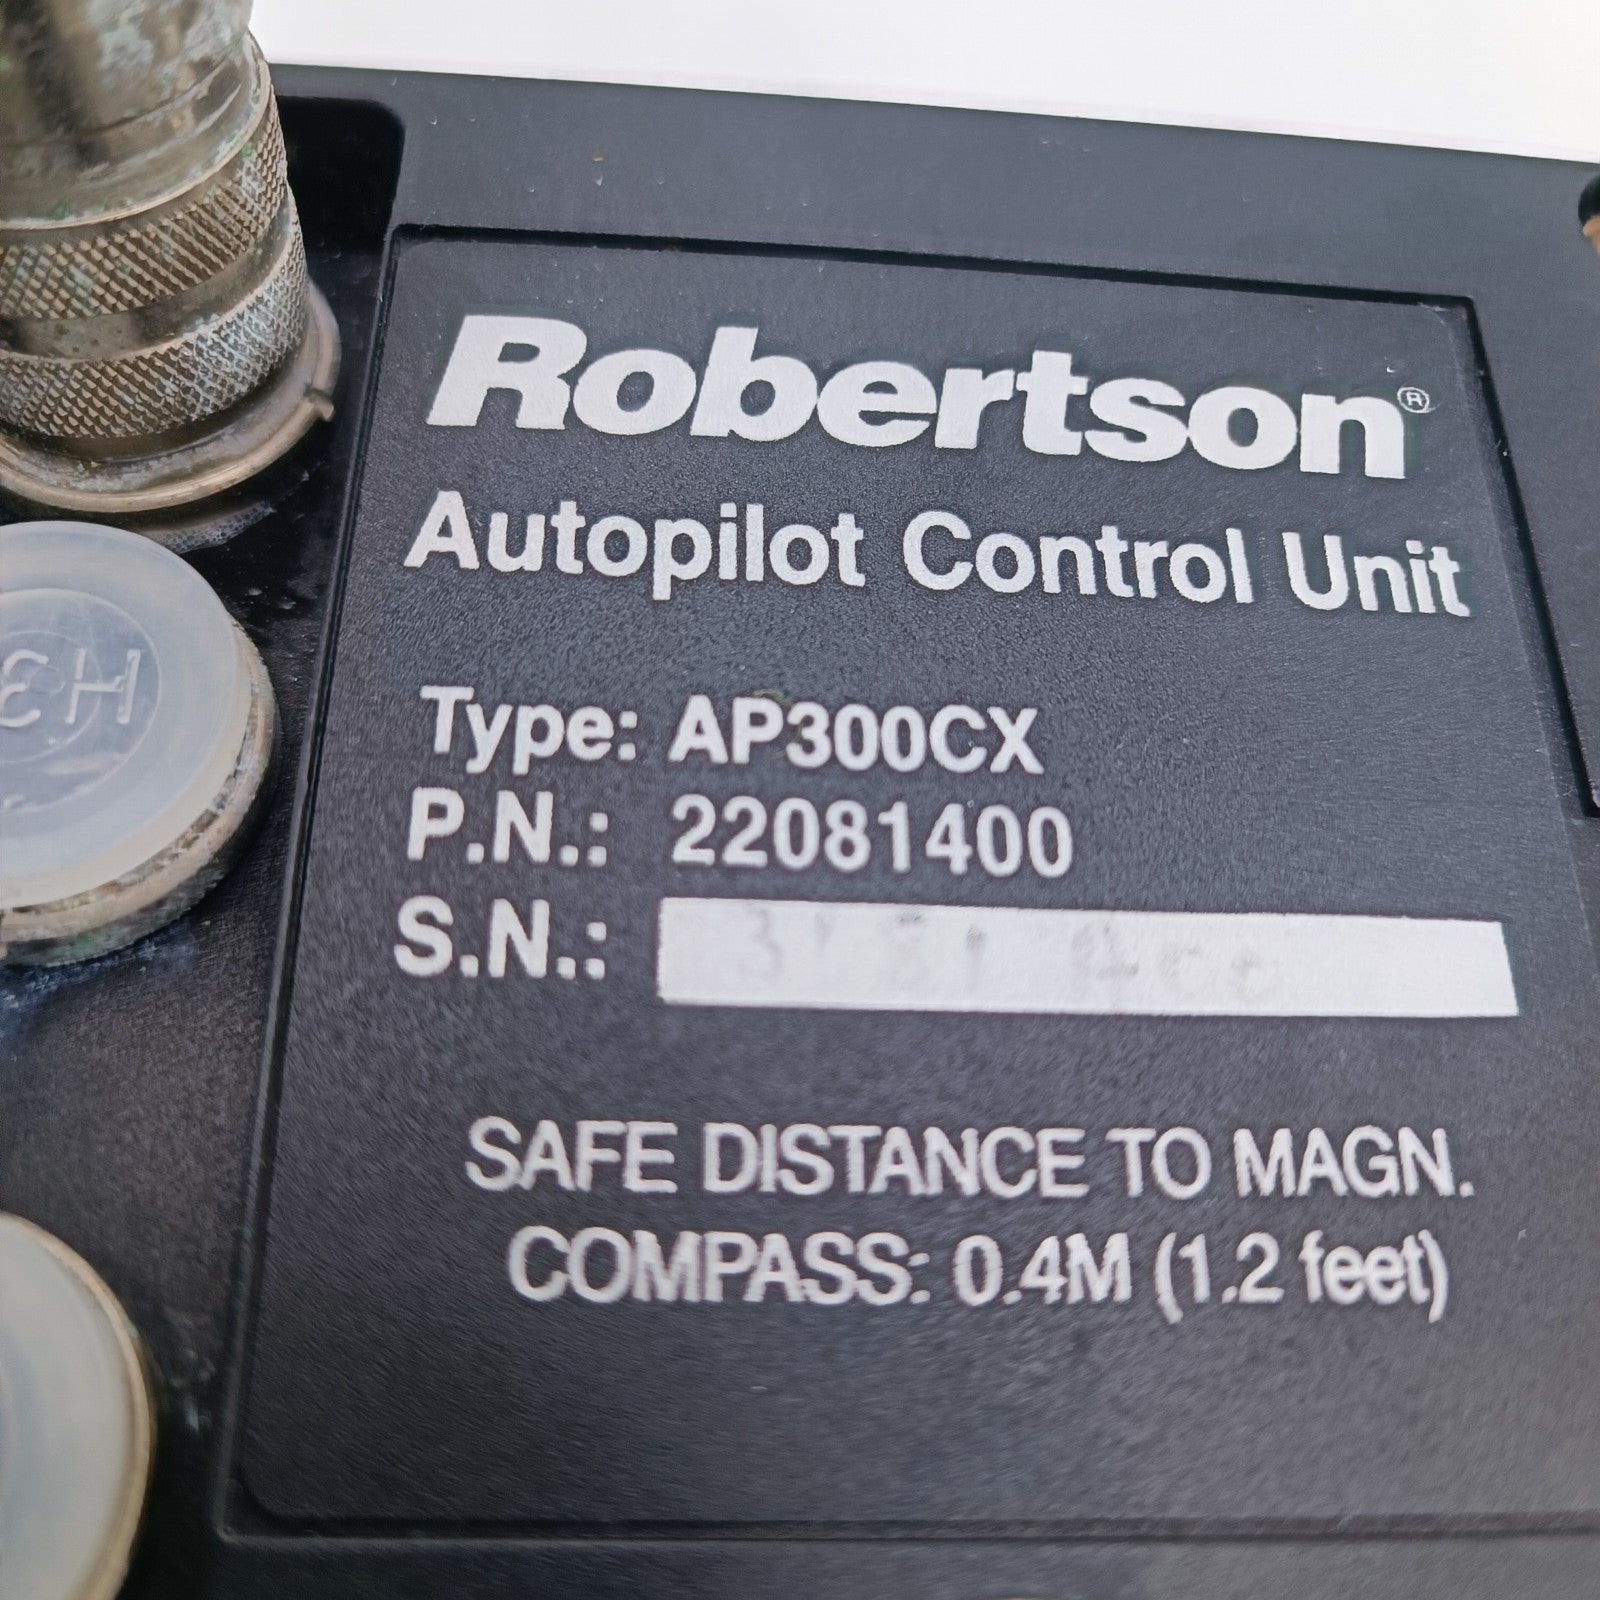 Robertson®
Autopilot Control Unit
Type: AP300CX
P.N.: 22081400
S.N.:
SAFE DISTANCE TO MAGN.
COMPASS: 0.4M (1.2 feet)